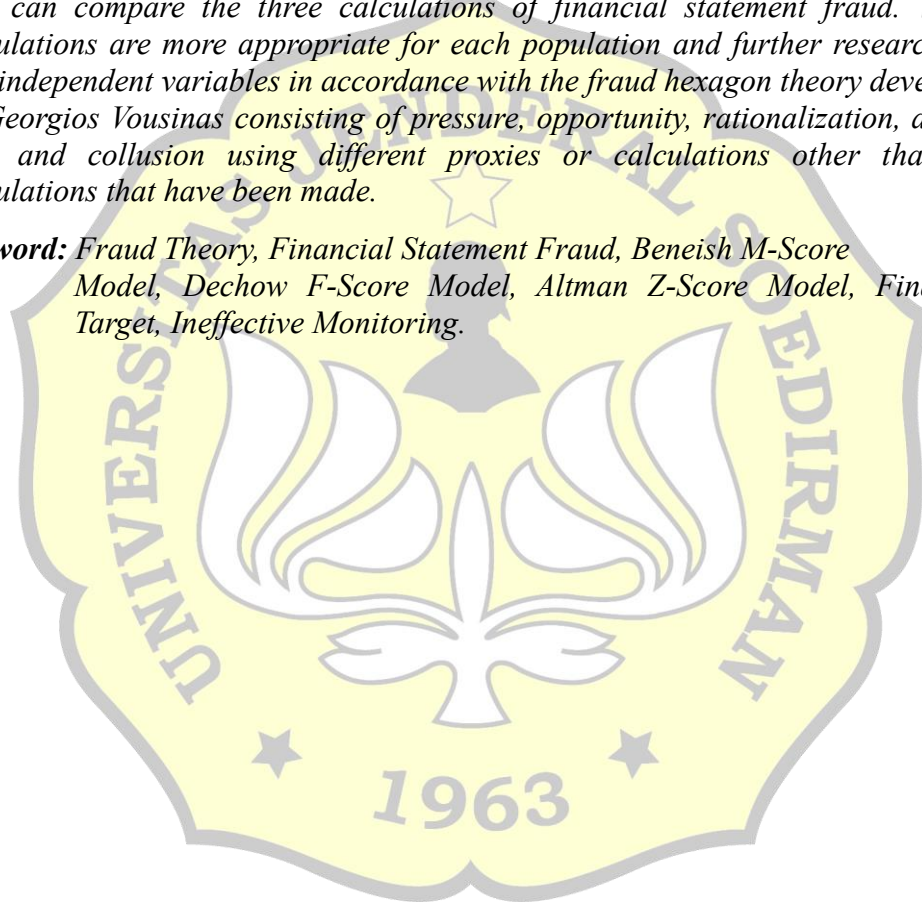 can compare the three calculations of financial statement fraud.
ulations are more appropriate for each population and further researc
independent variables in accordance with the fraud hexagon theory deve
Georgios Vousinas consisting of pressure, opportunity, rationalization, a
and collusion using different proxies or calculations other tha
ulations that have been made.
word: Fraud Theory, Financial Statement Fraud, Beneish M-Score
Model, Dechow F-Score Model, Altman Z-Score Model, Fin
Target, Ineffective Monitoring.
UNIVERSITAS JENDERAL SOEDIRMAN
1963